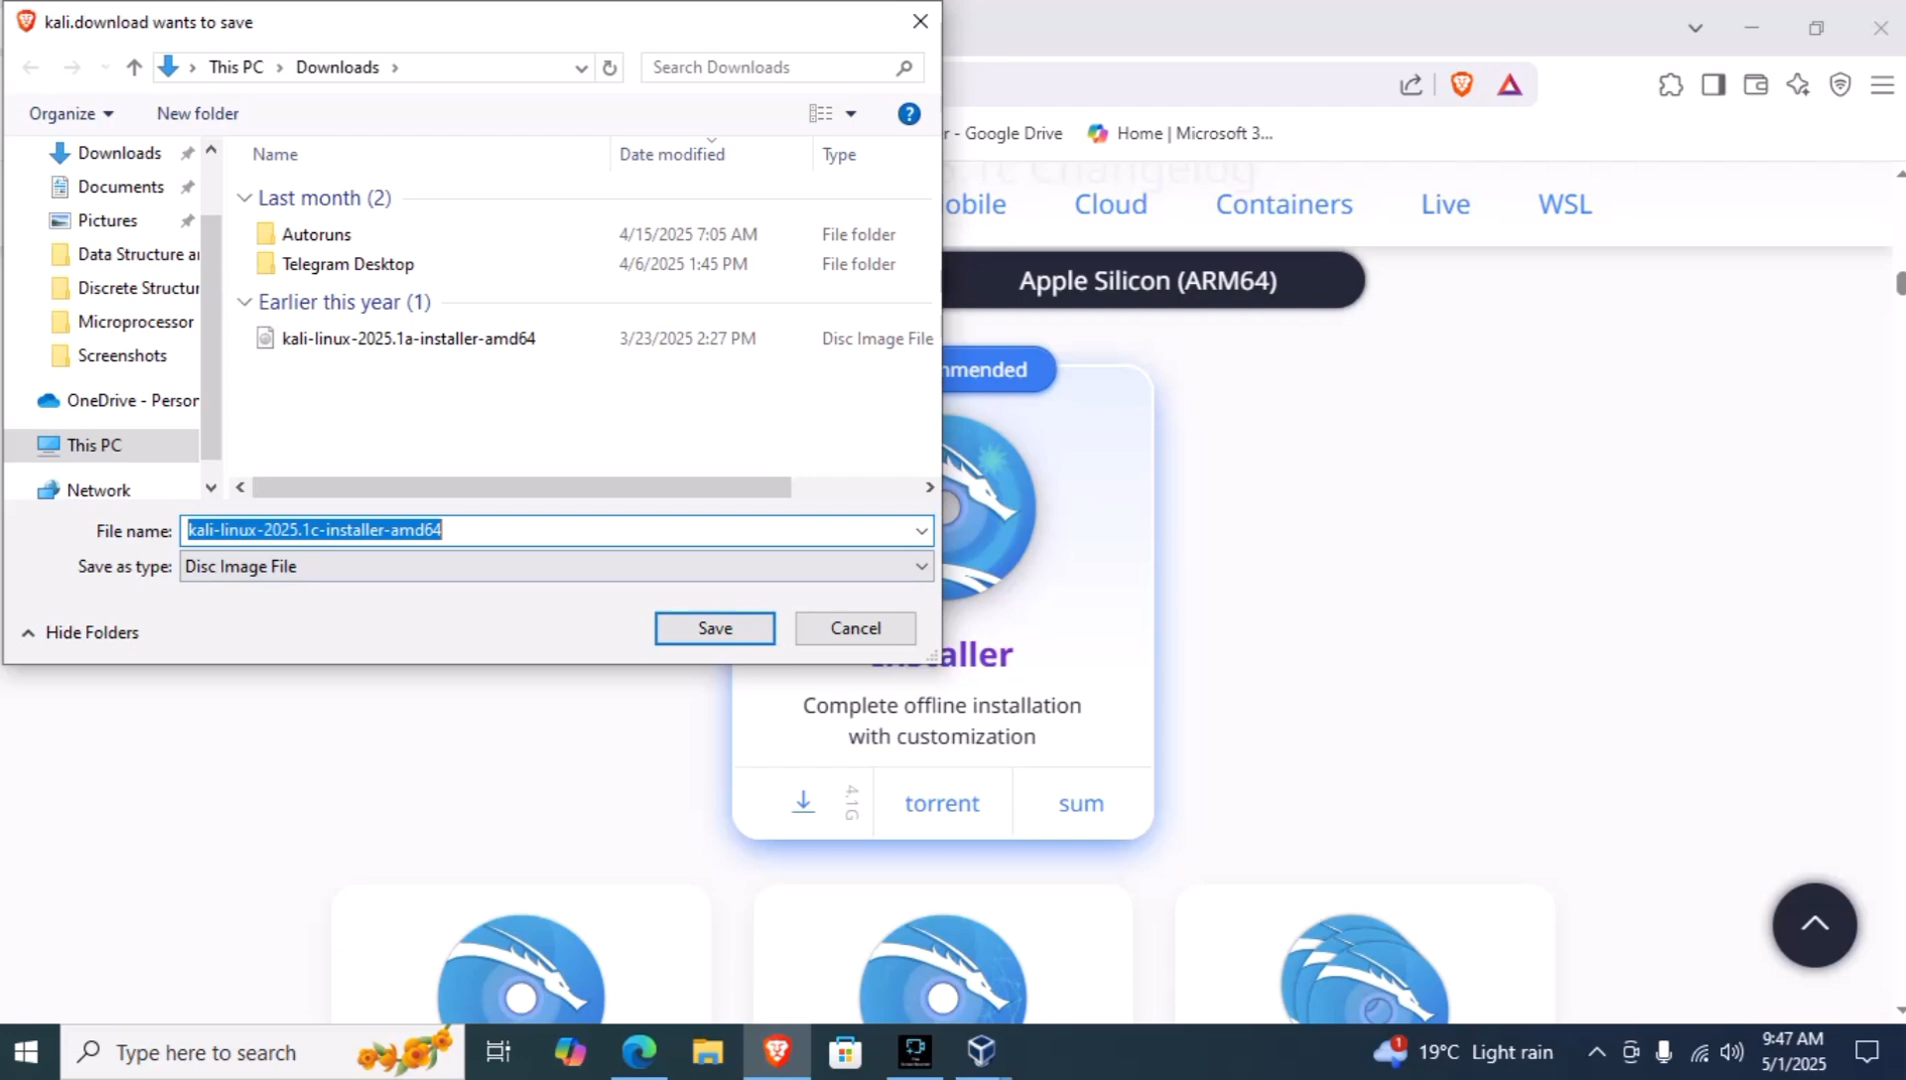 kali.download wants to save
This PC
Downloads
Search Downloads
Organize
New folder
Downloads
Documents
Pictures
Data Structure ar
Discrete Structur
Microprocessor
Screenshots
OneDrive - Person
This PC
Network
Name
Date modified
Type
Last month (2)
Autoruns
4/15/2025 7:05 AM
File folder
Telegram Desktop
4/6/2025 1:45 PM
File folder
Earlier this year (1)
kali-linux-2025.1a-installer-amd64
3/23/2025 2:27 PM
Disc Image File
File name:
kali-linux-2025.1c-installer-amd64
Save as type:
Disc Image File
Hide Folders
Save
Cancel
r - Google Drive
Home | Microsoft 3...
Changelog
obile
Cloud
Containers
Live
WSL
Apple Silicon (ARM64)
mmended
Installer
Complete offline installation
with customization
4.1G
torrent
sum
Type here to search
1
19°C Light rain
9:47 AM
5/1/2025